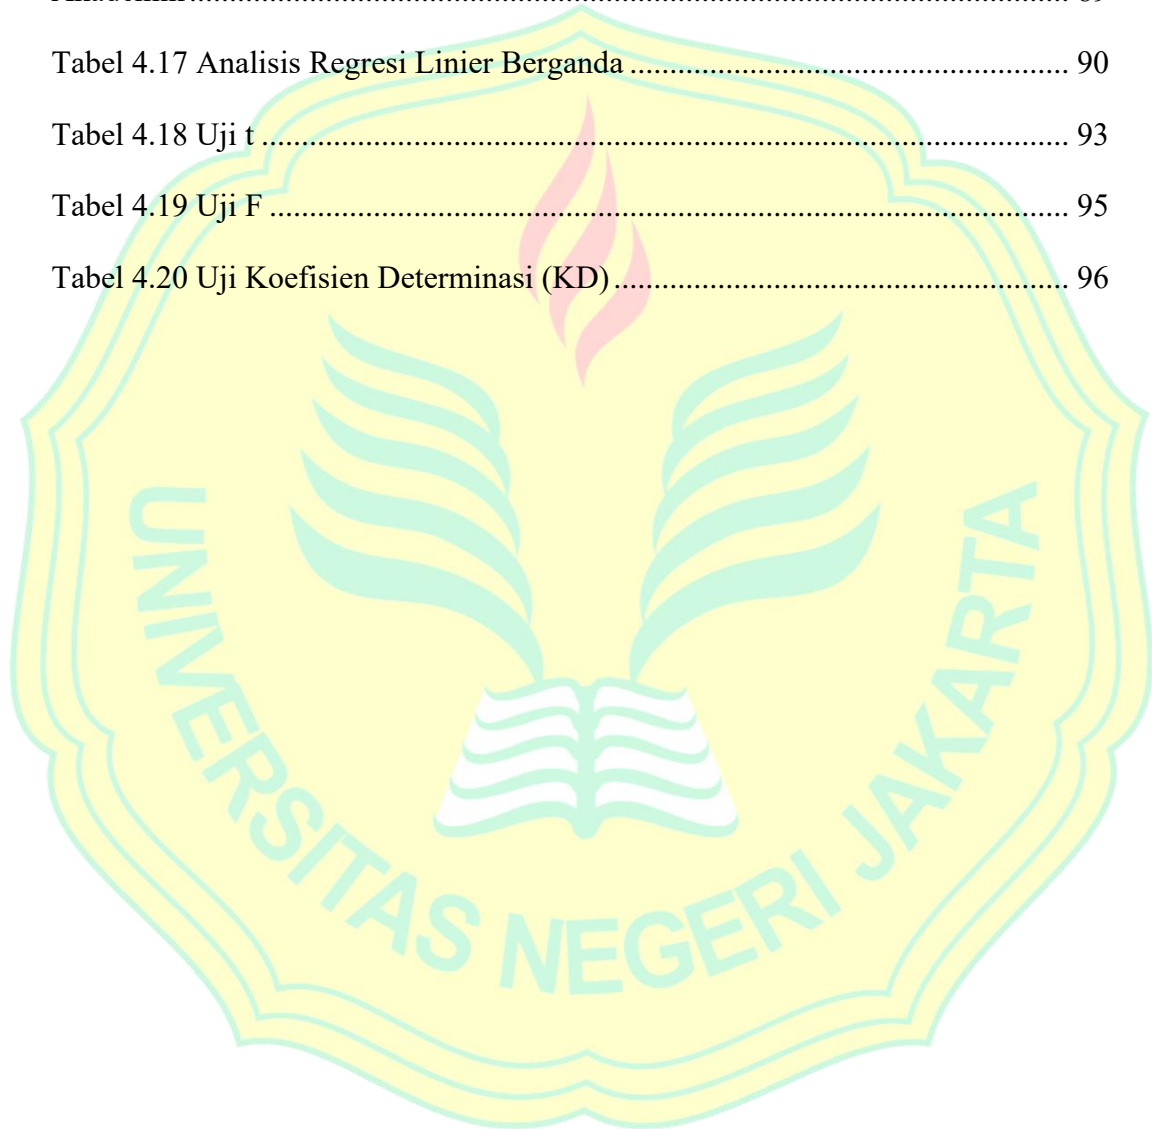 Tabel 4.17 Analisis Regresi Linier Berganda ........................................................ 90
Tabel 4.18 Uji t ........................................................................................................ 93
Tabel 4.19 Uji F ....................................................................................................... 95
Tabel 4.20 Uji Koefisien Determinasi (KD) .......................................................... 96
UNIVERSITAS NEGERI JAKARTA